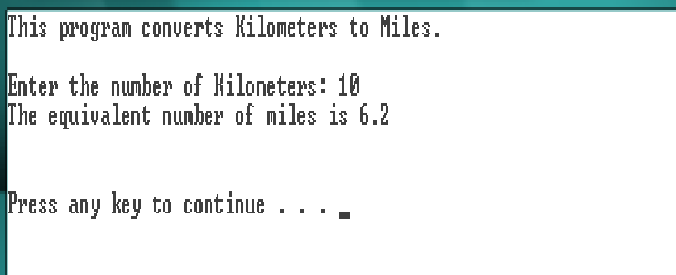 This program converts Kilometers to Miles.
Enter the number of Kilometers: 10
The equivalent number of miles is 6.2
Press any key to continue . . . _